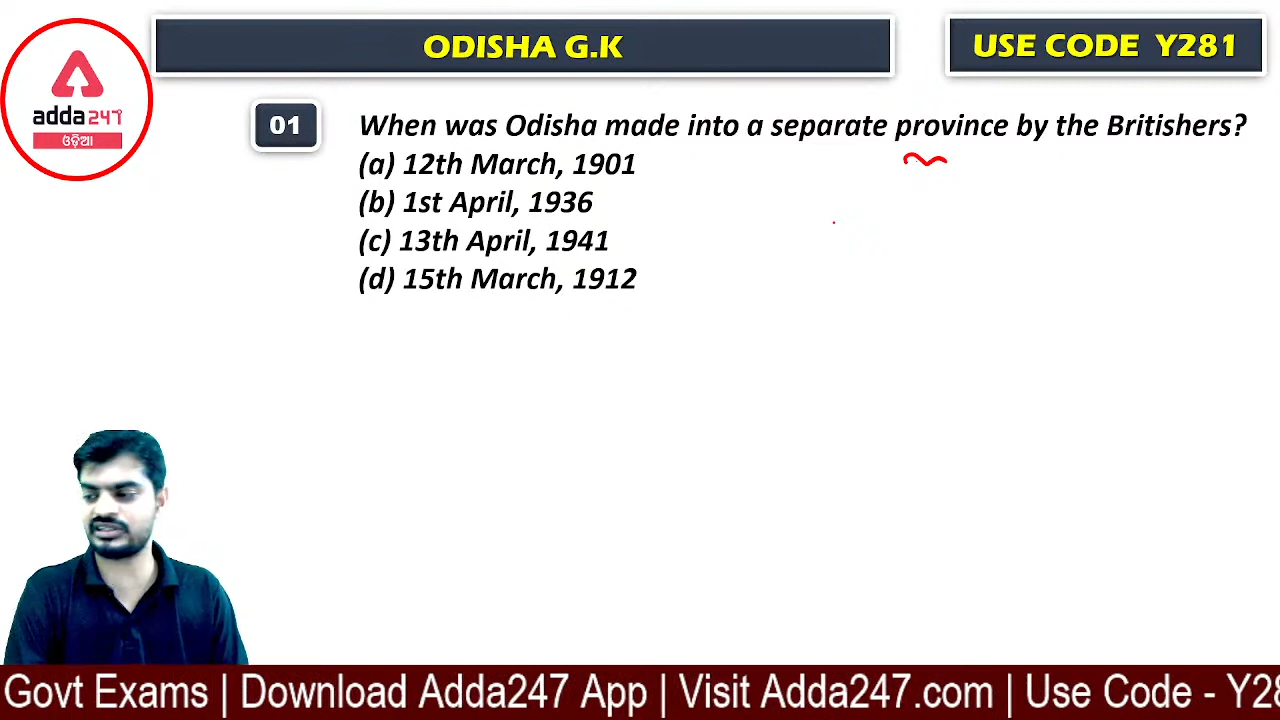 ODISHA G.K
USE CODE Y281
adda247
ଓଡ଼ିଆ
01
When was Odisha made into a separate province by the Britishers?
(a) 12th March, 1901
(b) 1st April, 1936
(c) 13th April, 1941
(d) 15th March, 1912
Govt Exams | Download Adda247 App | Visit Adda247.com | Use Code - Y28